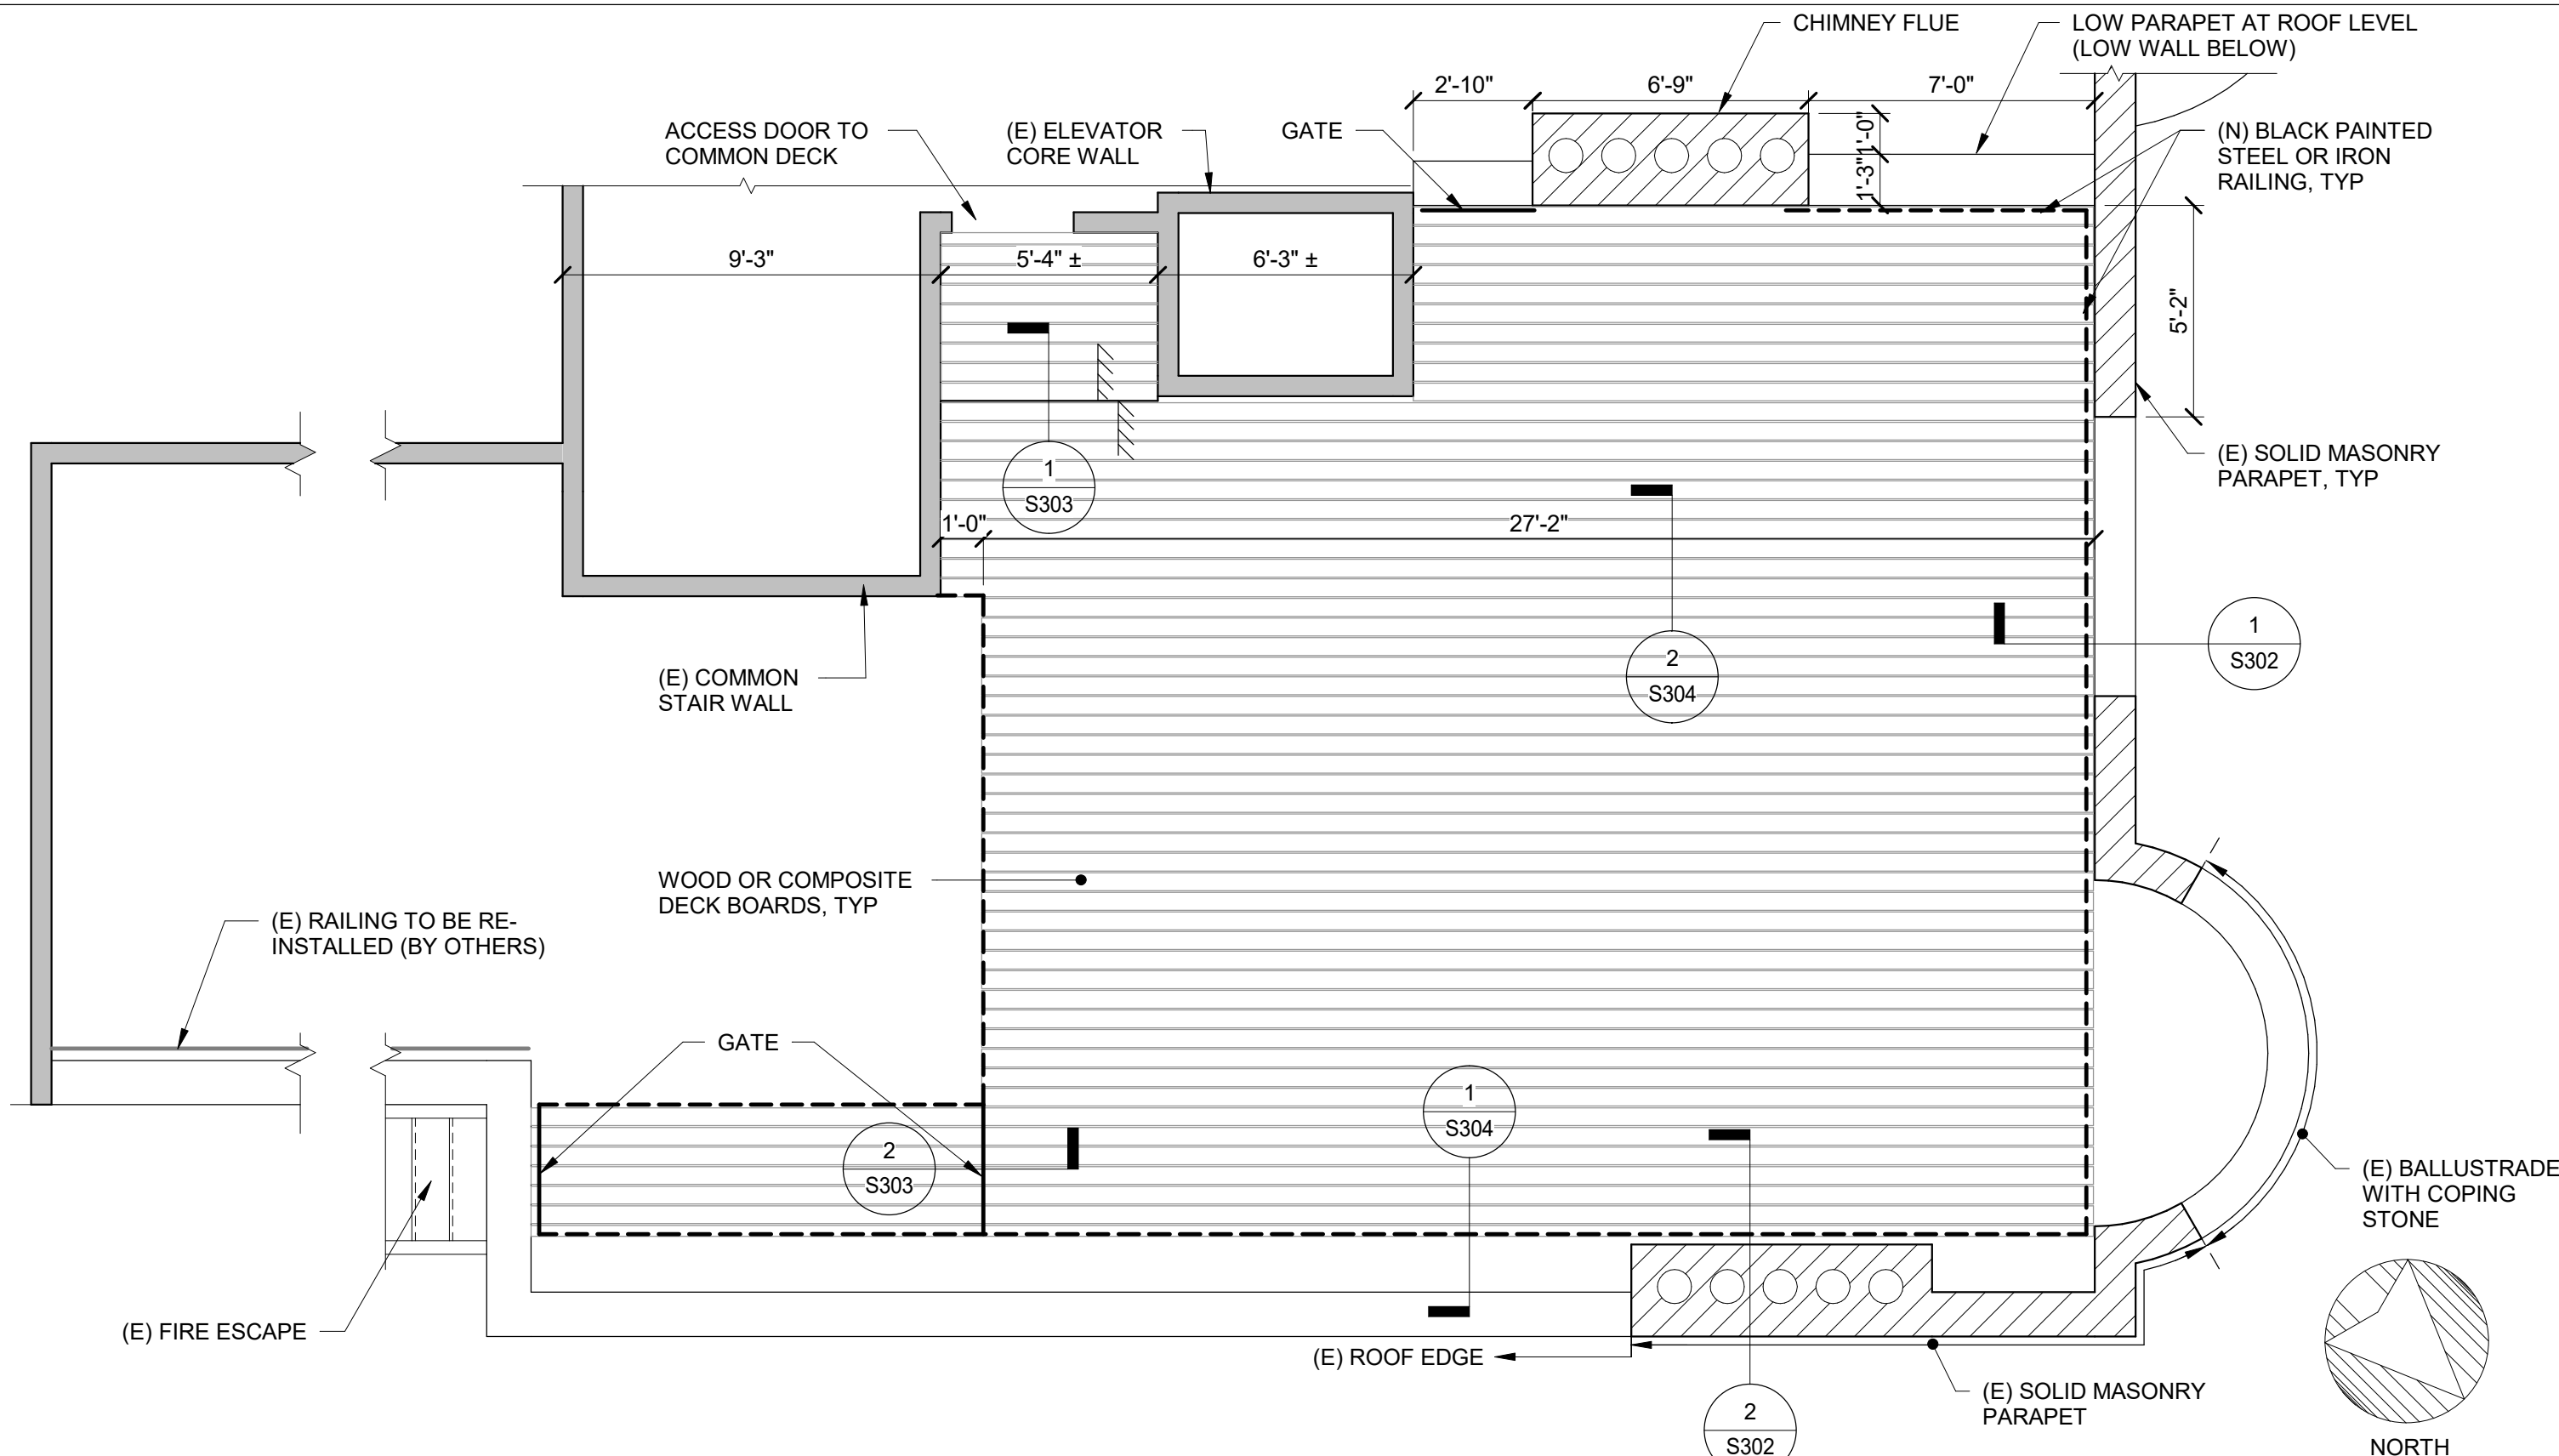 CHIMNEY FLUE
LOW PARAPET AT ROOF LEVEL
(LOW WALL BELOW)
2'-10"
6'-9"
7'-0"
ACCESS DOOR TO
COMMON DECK
(E) ELEVATOR
CORE WALL
GATE
1'-0"
1'-3"
(N) BLACK PAINTED
STEEL OR IRON
RAILING, TYP
9'-3"
5'-4" ±
6'-3" ±
5'-2"
1
S303
(E) SOLID MASONRY
PARAPET, TYP
1'-0"
27'-2"
2
S304
1
S302
(E) COMMON
STAIR WALL
WOOD OR COMPOSITE
DECK BOARDS, TYP
(E) RAILING TO BE RE-
INSTALLED (BY OTHERS)
GATE
1
S304
2
S303
(E) BALLUSTRADE
WITH COPING
STONE
(E) FIRE ESCAPE
(E) ROOF EDGE
(E) SOLID MASONRY
PARAPET
2
S302
NORTH